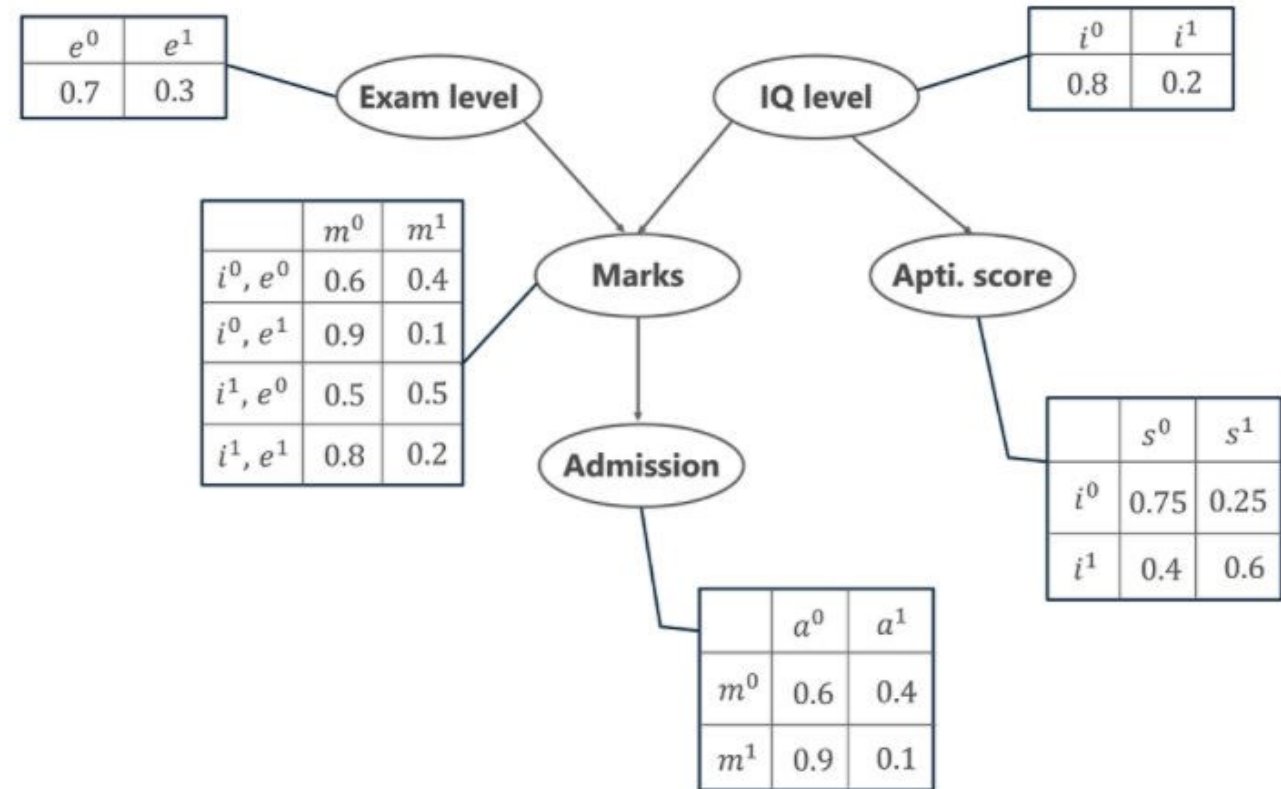 e⁰ e¹
0.7 0.3
Exam level
IQ level
i⁰ i¹
0.8 0.2
m⁰ m¹
i⁰, e⁰ 0.6 0.4
i⁰, e¹ 0.9 0.1
i¹, e⁰ 0.5 0.5
i¹, e¹ 0.8 0.2
Marks
Apti. score
Admission
s⁰ s¹
i⁰ 0.75 0.25
i¹ 0.4 0.6
a⁰ a¹
m⁰ 0.6 0.4
m¹ 0.9 0.1